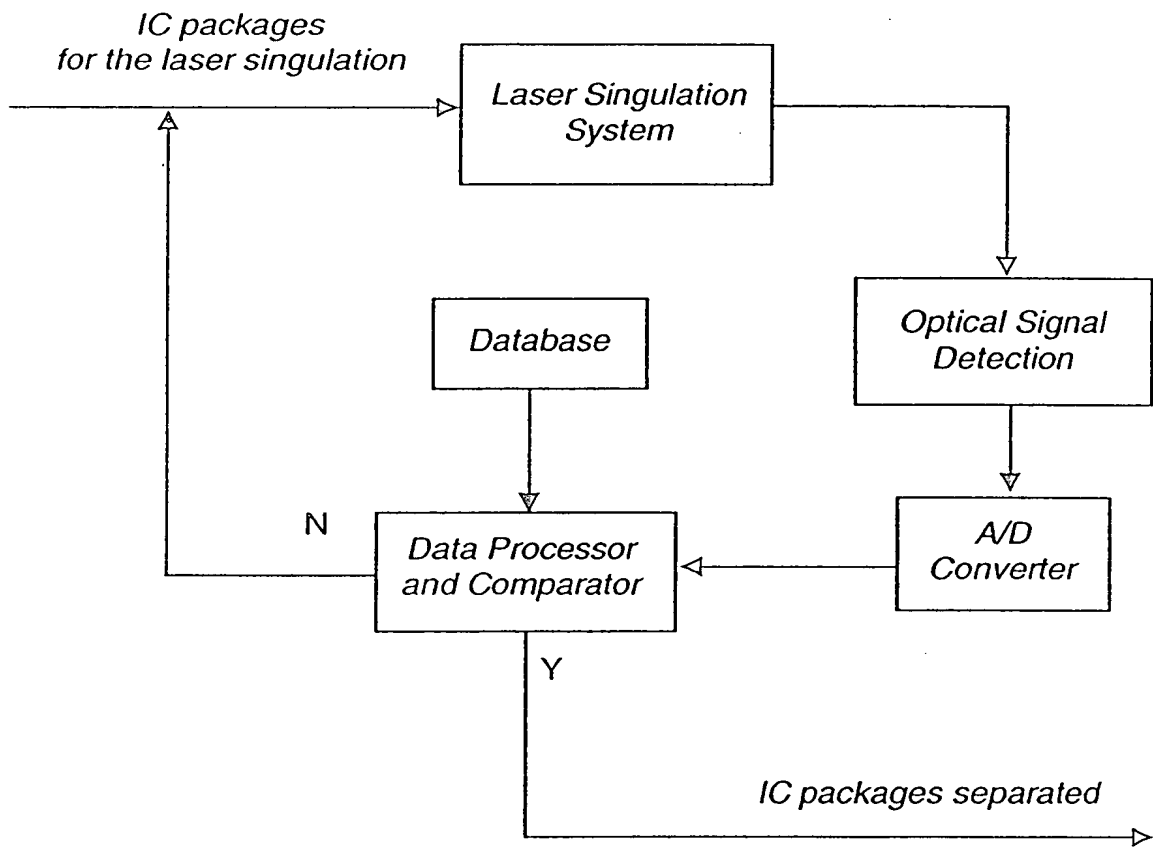 IC packages
for the laser singulation
Laser Singulation
System
Optical Signal
Detection
Database
A/D
Converter
N
Data Processor
and Comparator
Y
IC packages separated